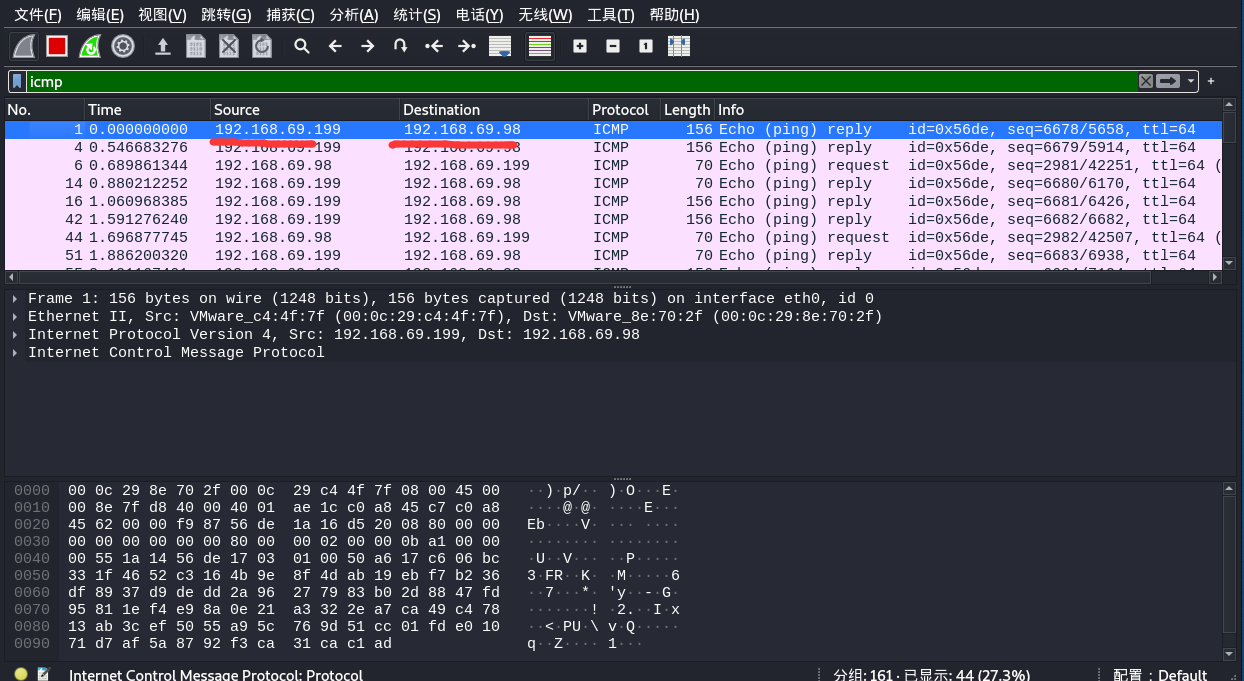 文件(F) 编辑(E) 视图(V) 跳转(G) 捕获(C) 分析(A) 统计(S) 电话(Y) 无线(W) 工具(T) 帮助(H)
icmp
No. Time Source Destination Protocol Length Info
1 0.000000000 192.168.69.199 192.168.69.98 ICMP 156 Echo (ping) reply id=0x56de, seq=6678/5658, ttl=64
4 0.546683276 192.168.69.199 192.168.69.98 ICMP 156 Echo (ping) reply id=0x56de, seq=6679/5914, ttl=64
6 0.689861344 192.168.69.98 192.168.69.199 ICMP 70 Echo (ping) request id=0x56de, seq=2981/42251, ttl=64 (
14 0.880212252 192.168.69.199 192.168.69.98 ICMP 70 Echo (ping) reply id=0x56de, seq=6680/6170, ttl=64
16 1.060968385 192.168.69.199 192.168.69.98 ICMP 156 Echo (ping) reply id=0x56de, seq=6681/6426, ttl=64
42 1.591276240 192.168.69.199 192.168.69.98 ICMP 156 Echo (ping) reply id=0x56de, seq=6682/6682, ttl=64
44 1.696877745 192.168.69.98 192.168.69.199 ICMP 70 Echo (ping) request id=0x56de, seq=2982/42507, ttl=64 (
51 1.886200320 192.168.69.199 192.168.69.98 ICMP 70 Echo (ping) reply id=0x56de, seq=6683/6938, ttl=64
Frame 1: 156 bytes on wire (1248 bits), 156 bytes captured (1248 bits) on interface eth0, id 0
Ethernet II, Src: VMware_c4:4f:7f (00:0c:29:c4:4f:7f), Dst: VMware_8e:70:2f (00:0c:29:8e:70:2f)
Internet Protocol Version 4, Src: 192.168.69.199, Dst: 192.168.69.98
Internet Control Message Protocol
0000 00 0c 29 8e 70 2f 00 0c 29 c4 4f 7f 08 00 45 00 ··)·p/·· )·O···E·
0010 00 8e 7f d8 40 00 40 01 ae 1c c0 a8 45 c7 c0 a8 ····@·@· ····E···
0020 45 62 00 00 f9 87 56 de 1a 16 d5 20 08 80 00 00 Eb····V· ··· ····
0030 00 00 00 00 00 00 80 00 00 02 00 00 0b a1 00 00 ········ ········
0040 00 55 1a 14 56 de 17 03 01 00 50 a6 17 c6 06 bc ·U··V··· ··P·····
0050 33 1f 46 52 c3 16 4b 9e 8f 4d ab 19 eb f7 b2 36 3·FR··K· ·M·····6
0060 df 89 37 d9 de dd 2a 96 27 79 83 b0 2d 88 47 fd ··7···*· 'y··-·G·
0070 95 81 1e f4 e9 8a 0e 21 a3 32 2e a7 ca 49 c4 78 ·······! ·2.··I·x
0080 13 ab 3c ef 50 55 a9 5c 76 9d 51 cc 01 fd e0 10 ··<·PU·\ v·Q·····
0090 71 d7 af 5a 87 92 f3 ca 31 ca c1 ad q··Z···· 1···
Internet Control Message Protocol: Protocol 分组: 161 · 已显示: 44 (27.3%) 配置：Default